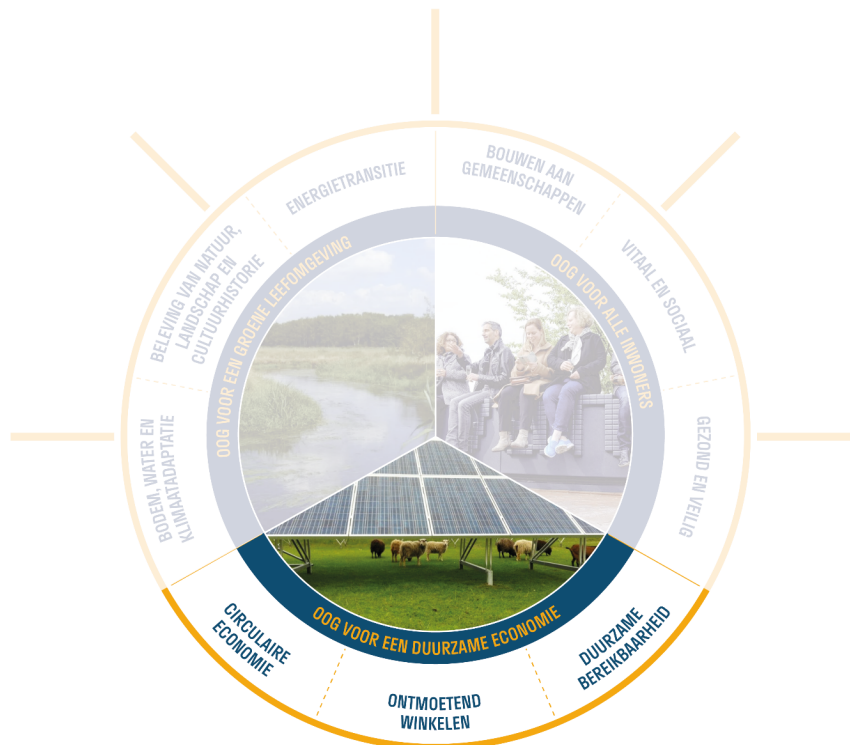 ENERGIETRANSITIE
BOUWEN AAN
GEMEENSCHAPPEN
BELEVING VAN NATUUR,
LANDSCHAP EN
CULTUURHISTORIE
VITAAL EN SOCIAAL
OOG VOOR EEN GROENE LEEFOMGEVING
OOG VOOR ALLE INWONERS
BODEM, WATER EN
KLIMAATADAPTATIE
GEZOND EN VEILIG
OOG VOOR EEN DUURZAME ECONOMIE
CIRCULAIRE
ECONOMIE
ONTMOETEND
WINKELEN
DUURZAME
BEREIKBAARHEID